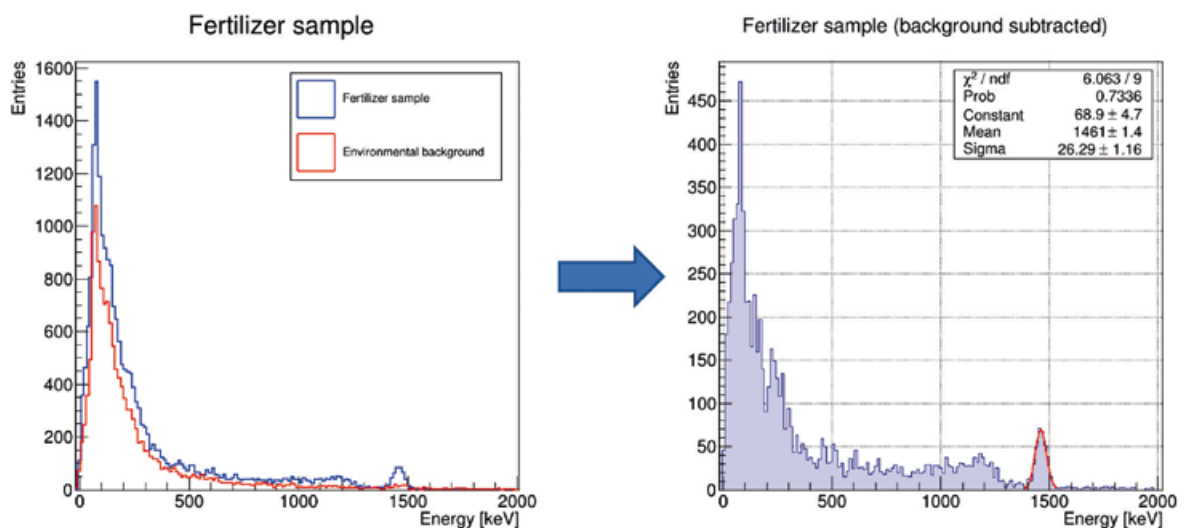 Fertilizer sample
Entries
1600
1400
1200
1000
800
600
400
200
0
Fertilizer sample
Environmental background
0 500 1000 1500 2000
Energy [keV]
Fertilizer sample (background subtracted)
Entries
450
400
350
300
250
200
150
100
50
0
χ² / ndf 6.063 / 9
Prob 0.7336
Constant 68.9 ± 4.7
Mean 1461 ± 1.4
Sigma 26.29 ± 1.16
0 500 1000 1500 2000
Energy [keV]